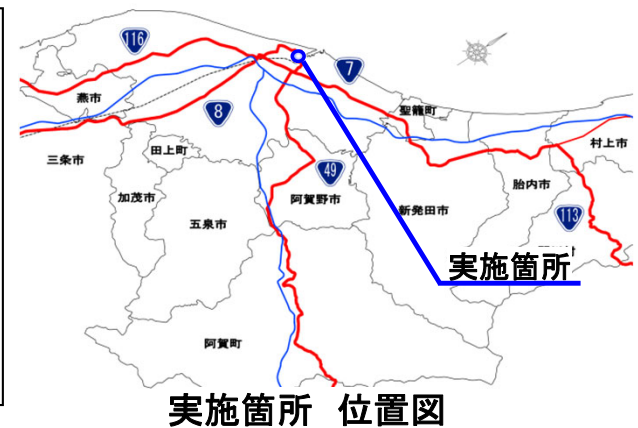 116
7
燕市
8
聖籠町
三条市
田上町
村上市
49
加茂市
阿賀野市
新発田市
胎内市
五泉市
113
実施箇所
阿賀町
実施箇所 位置図